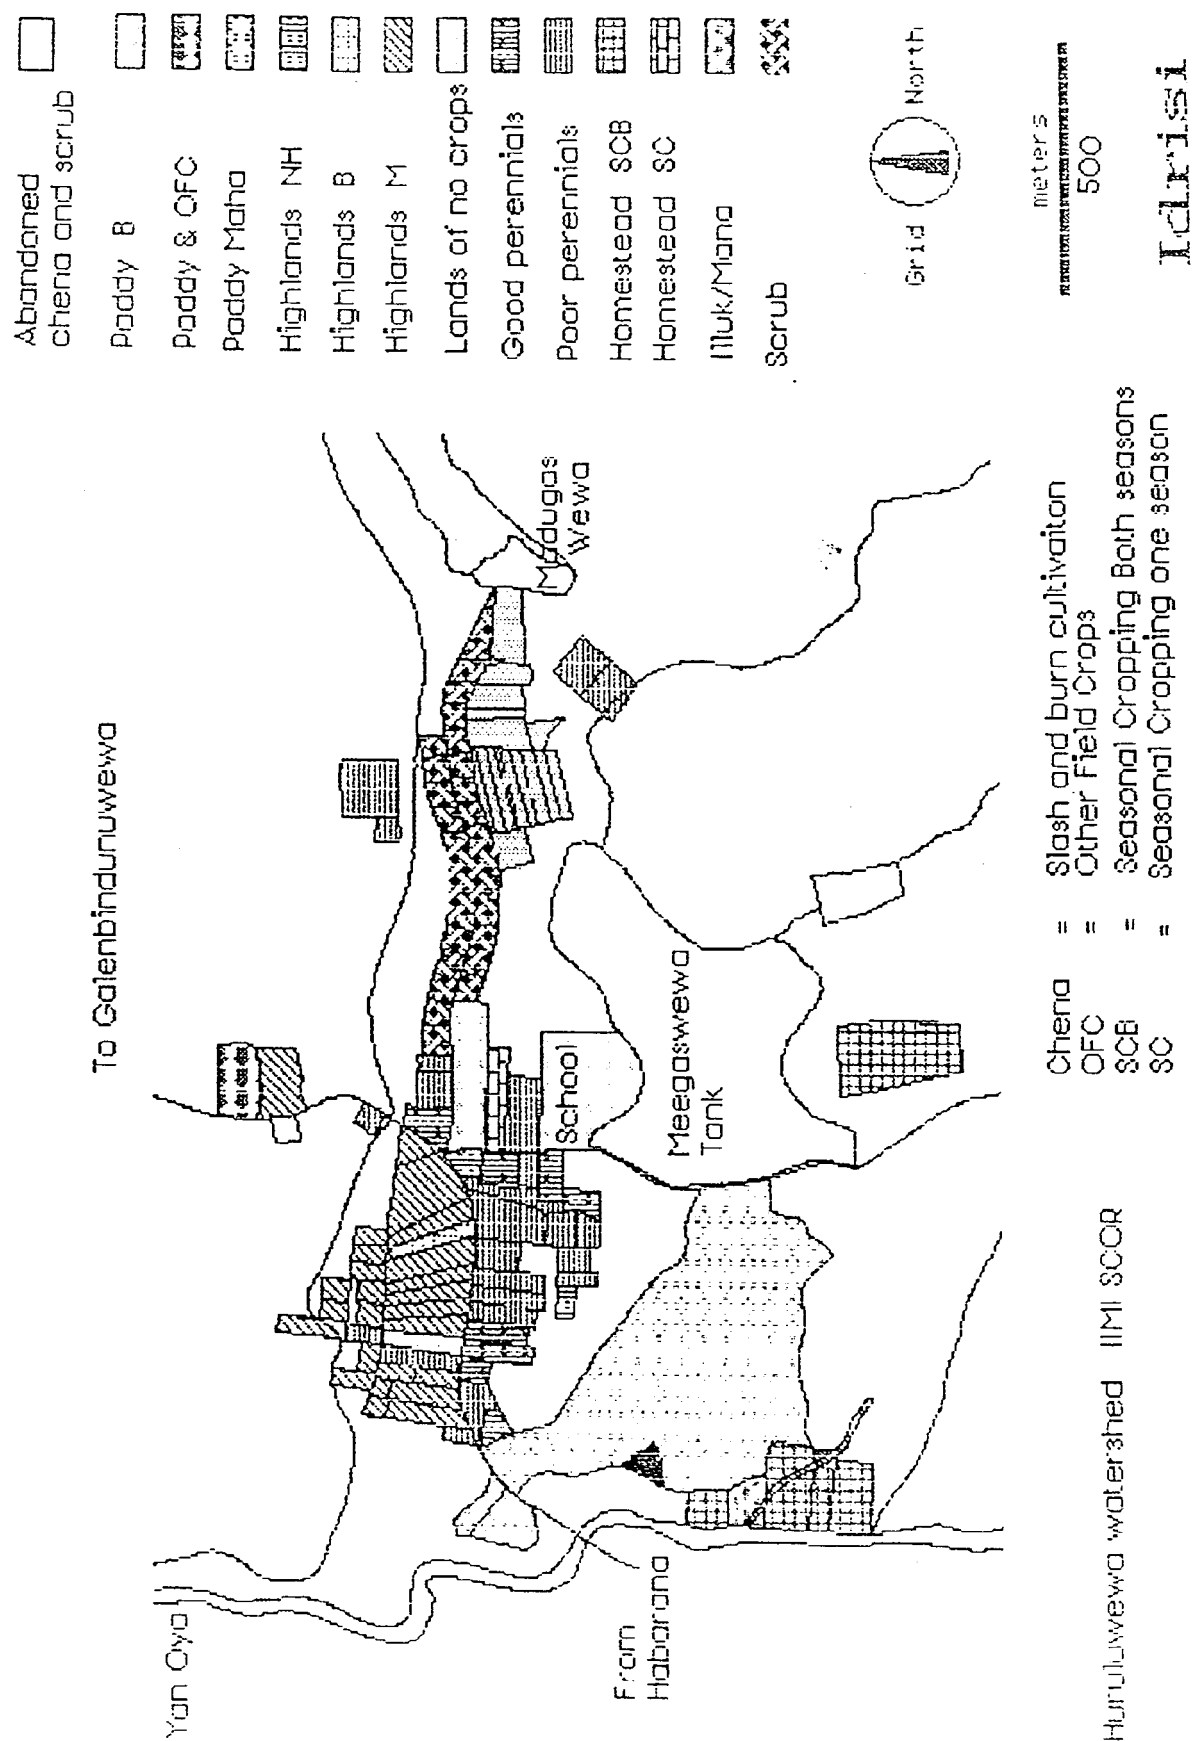 To Galenbindunuwewa
Yan Oya
From
Habarana
School
Meegaswewa
Tank
Wewa
Abandoned
chena and scrub
Paddy B
Paddy & OFC
Paddy Maha
Highlands NH
Highlands B
Highlands M
Lands of no crops
Good perennials
Poor perennials
Homestead SCB
Homestead SC
Illuk/Mana
Scrub
Grid North
meters
500
Idrisi
Chena = Slash and burn cultivaiton
OFC = Other Field Crops
SCB = Seasonal Cropping Both seasons
SC = Seasonal Cropping one season
Huruluwewa watershed IIMI SCOR